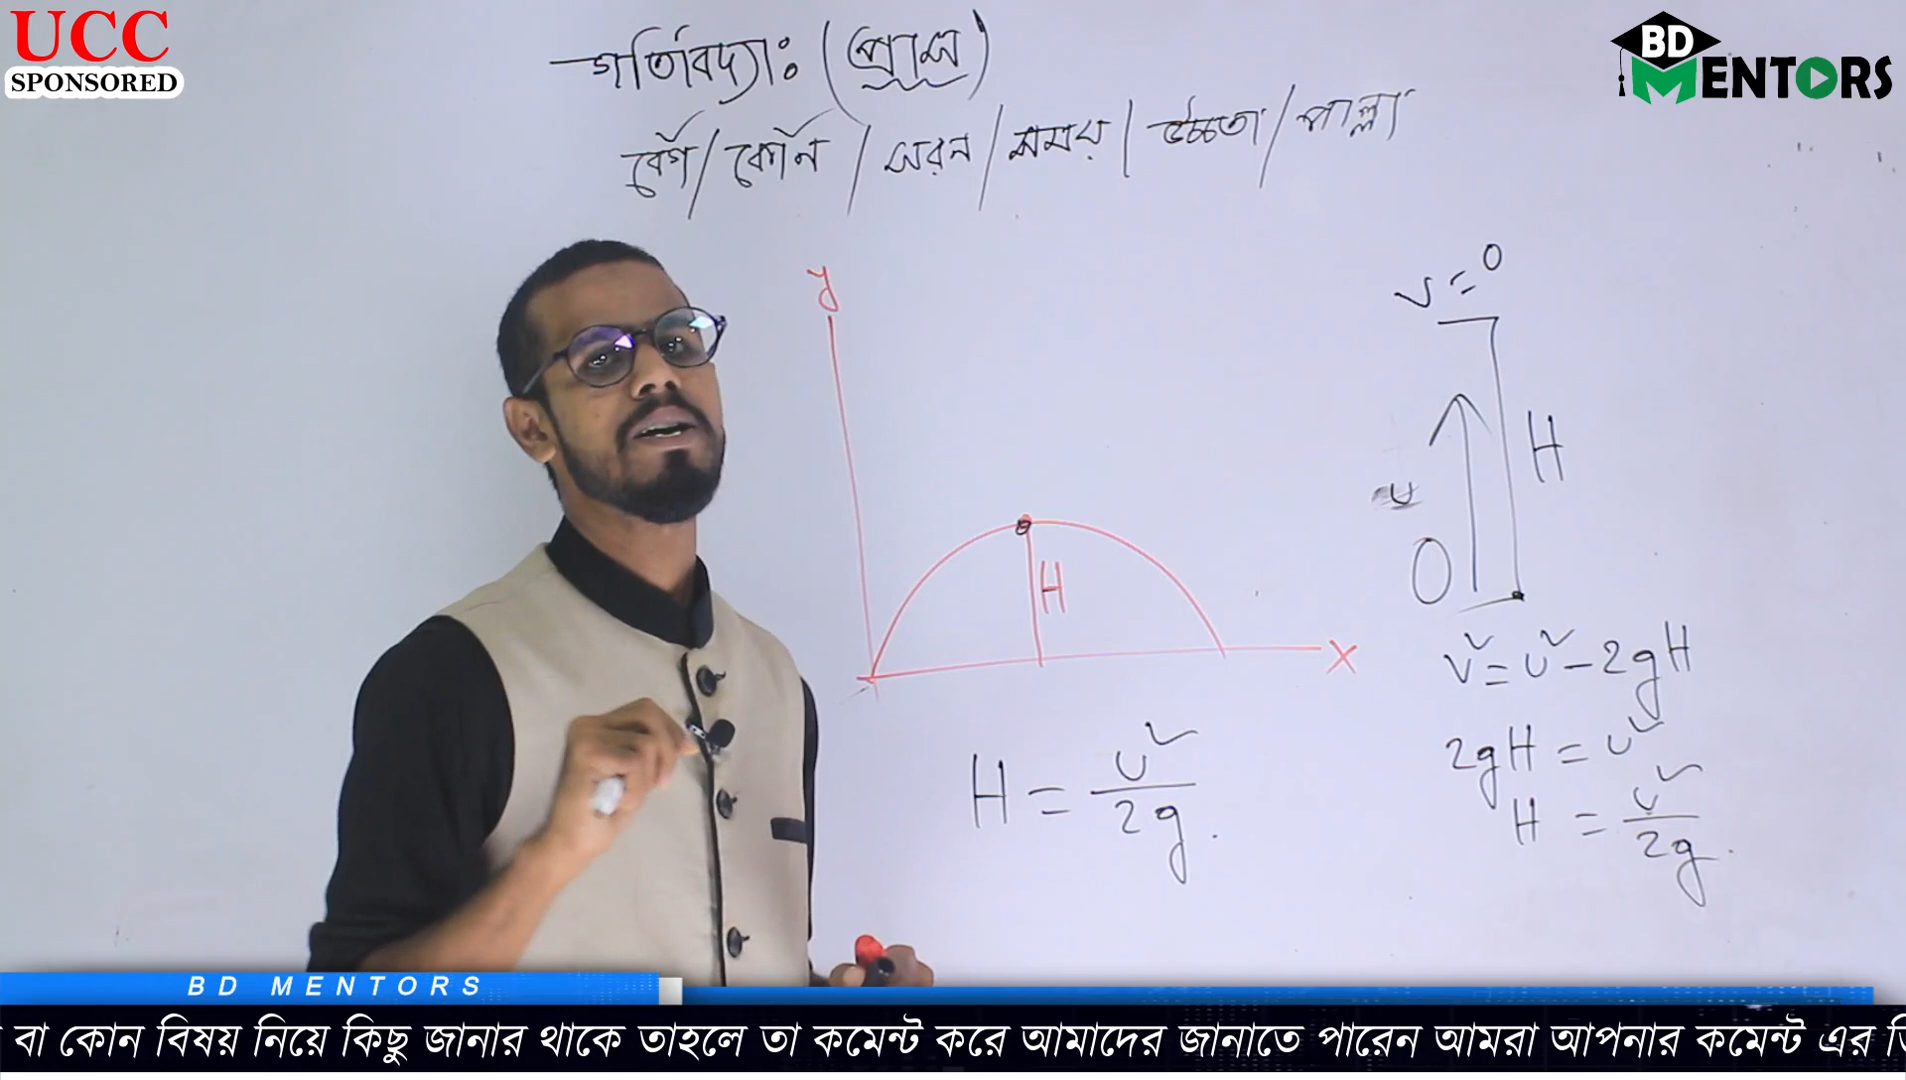 UCC
SPONSORED
BD
MENTORS
গতিবিদ্যাঃ (প্রাস)
বেগ/কোন/সরন/সময়/উচ্চতা/পাল্লা
y
H
X
H = u²/2g.
v=0
H
u
v²=u²-2gH
2gH = u²
H = u²/2g.
BD MENTORS
বা কোন বিষয় নিয়ে কিছু জানার থাকে তাহলে তা কমেন্ট করে আমাদের জানাতে পারেন আমরা আপনার কমেন্ট এর